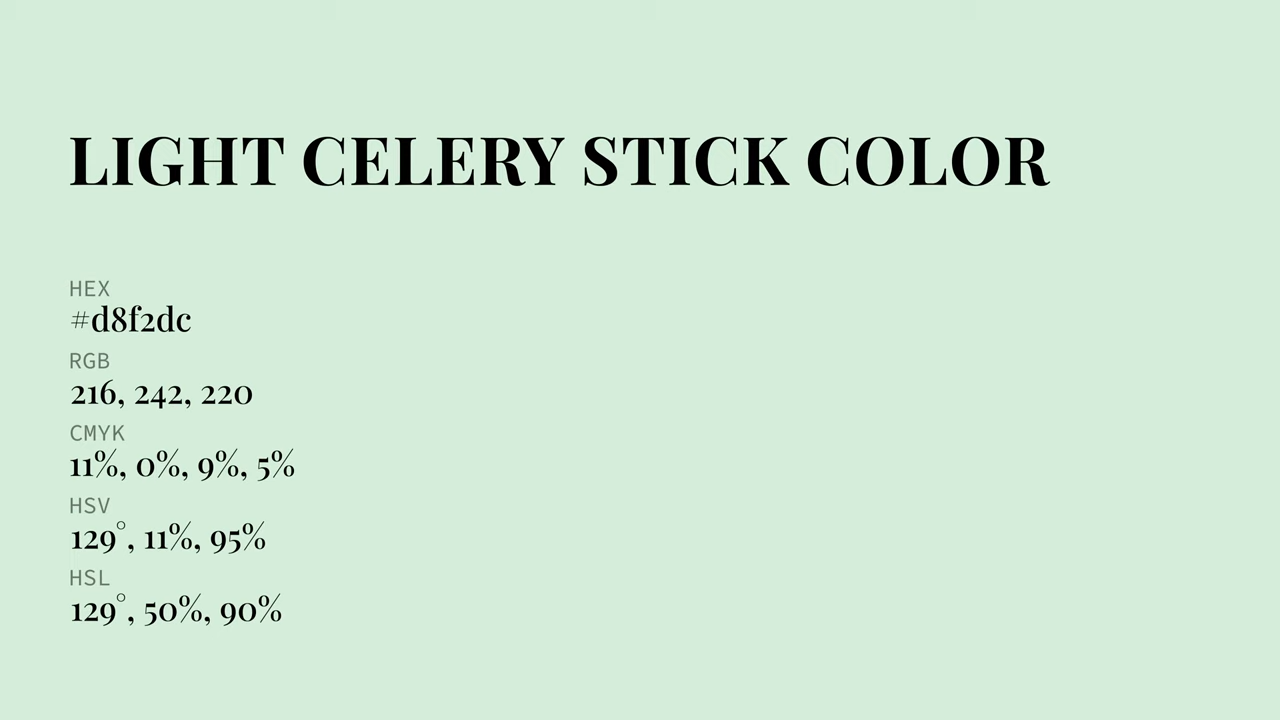 LIGHT CELERY STICK COLOR
HEX
#d8f2dc
RGB
216, 242, 220
CMYK
11%, 0%, 9%, 5%
HSV
129°, 11%, 95%
HSL
129°, 50%, 90%